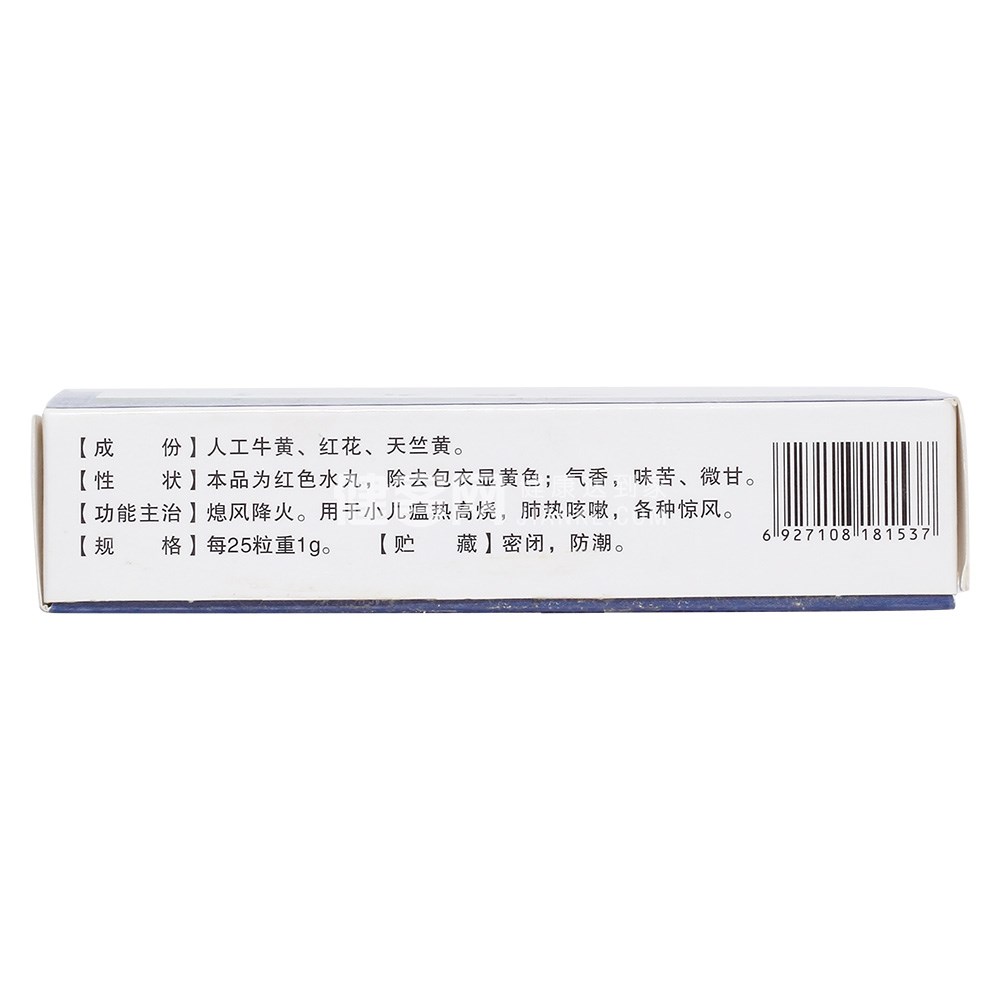 【成　　份】人工牛黄、红花、天竺黄。
【性　　状】本品为红色水丸，除去包衣显黄色；气香，味苦、微甘。
【功能主治】熄风降火。用于小儿瘟热高烧，肺热咳嗽，各种惊风。
【规　　格】每25粒重1g。　【贮　　藏】密闭，防潮。
6 927108 181537